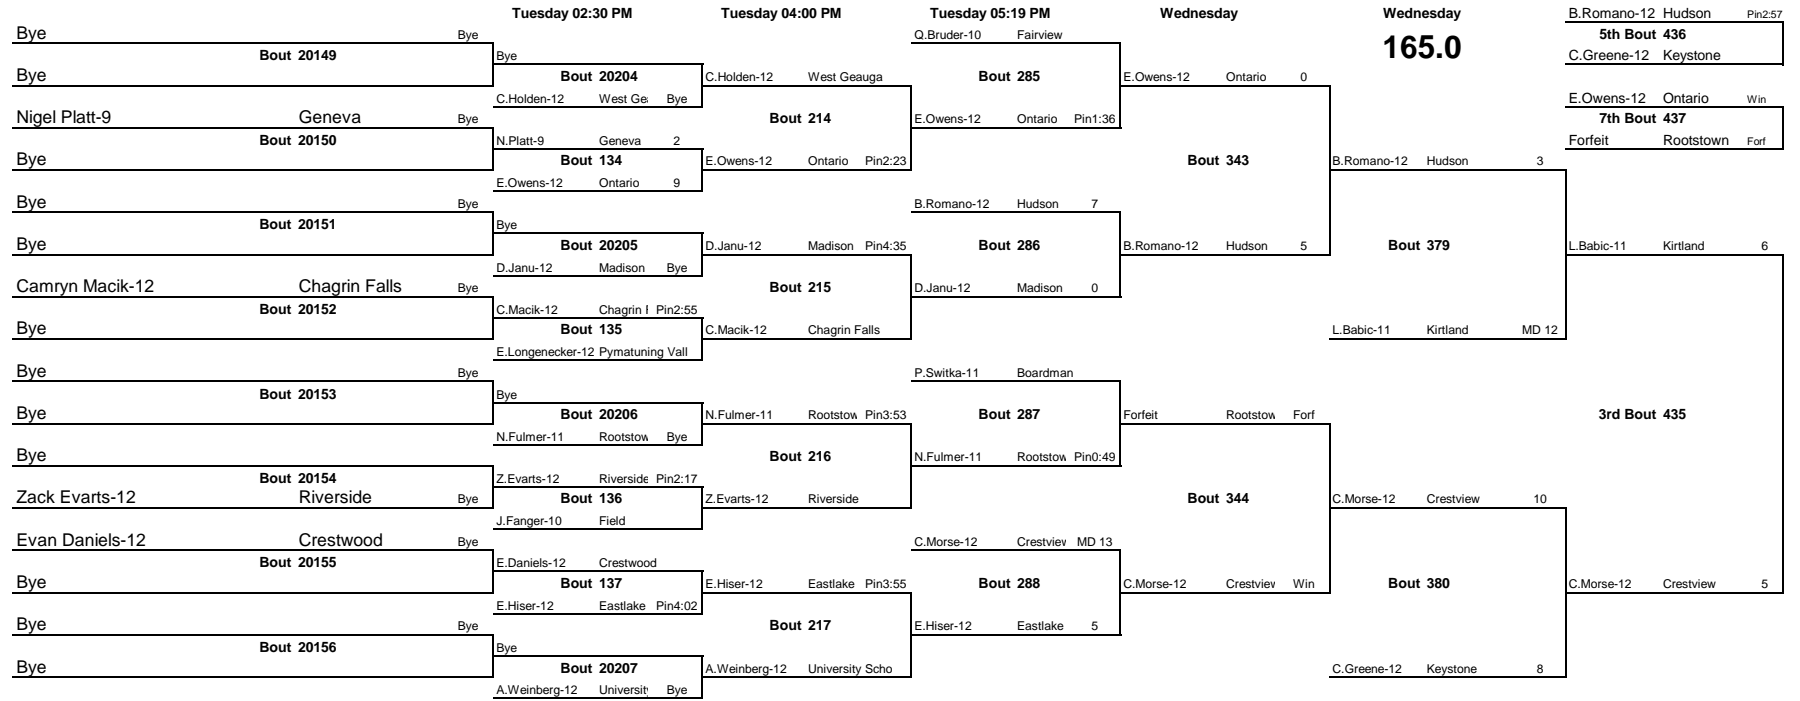 Tuesday 02:30 PM Tuesday 04:00 PM Tuesday 05:19 PM Wednesday Wednesday B.Romano-12 Hudson Pin2:57
Bye Bye Q.Bruder-10 Fairview 5th Bout 436
165.0
Bout 20149 Bye C.Greene-12 Keystone
Bye Bout 20204 C.Holden-12 West Geauga Bout 285 E.Owens-12 Ontario 0
C.Holden-12 West Ge Bye E.Owens-12 Ontario Win
Nigel Platt-9 Geneva Bye Bout 214 E.Owens-12 Ontario Pin1:36 7th Bout 437
Bout 20150 N.Platt-9 Geneva 2 Forfeit Rootstown Forf
Bye Bout 134 E.Owens-12 Ontario Pin2:23 Bout 343 B.Romano-12 Hudson 3
E.Owens-12 Ontario 9
Bye Bye B.Romano-12 Hudson 7
Bout 20151 Bye
Bye Bout 20205 D.Janu-12 Madison Pin4:35 Bout 286 B.Romano-12 Hudson 5 Bout 379 L.Babic-11 Kirtland 6
D.Janu-12 Madison Bye
Camryn Macik-12 Chagrin Falls Bye Bout 215 D.Janu-12 Madison 0
Bout 20152 C.Macik-12 Chagrin F Pin2:55
Bye Bout 135 C.Macik-12 Chagrin Falls L.Babic-11 Kirtland MD 12
E.Longenecker-12 Pymatuning Vall
Bye Bye P.Switka-11 Boardman
Bout 20153 Bye
Bye Bout 20206 N.Fulmer-11 Rootstow Pin3:53 Bout 287 Forfeit Rootstow Forf 3rd Bout 435
N.Fulmer-11 Rootstow Bye
Bye Bout 216 N.Fulmer-11 Rootstow Pin0:49
Bout 20154 Z.Evarts-12 Riverside Pin2:17
Zack Evarts-12 Riverside Bye Bout 136 Z.Evarts-12 Riverside Bout 344 C.Morse-12 Crestview 10
J.Fanger-10 Field
Evan Daniels-12 Crestwood Bye C.Morse-12 Crestview MD 13
Bout 20155 E.Daniels-12 Crestwood
Bye Bout 137 E.Hiser-12 Eastlake Pin3:55 Bout 288 C.Morse-12 Crestview Win Bout 380 C.Morse-12 Crestview 5
E.Hiser-12 Eastlake Pin4:02
Bye Bye Bout 217 E.Hiser-12 Eastlake 5
Bout 20156 Bye
Bye Bout 20207 A.Weinberg-12 University Scho C.Greene-12 Keystone 8
A.Weinberg-12 University Bye